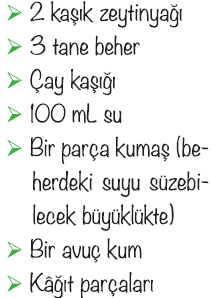 ➢ 2 kaşık zeytinyağı
➢ 3 tane beher
➢ Çay kaşığı
➢ 100 mL su
➢ Bir parça kumaş (be-
herdeki suyu süzebi-
lecek büyüklükte)
➢ Bir avuç kum
➢ Kâğıt parçaları